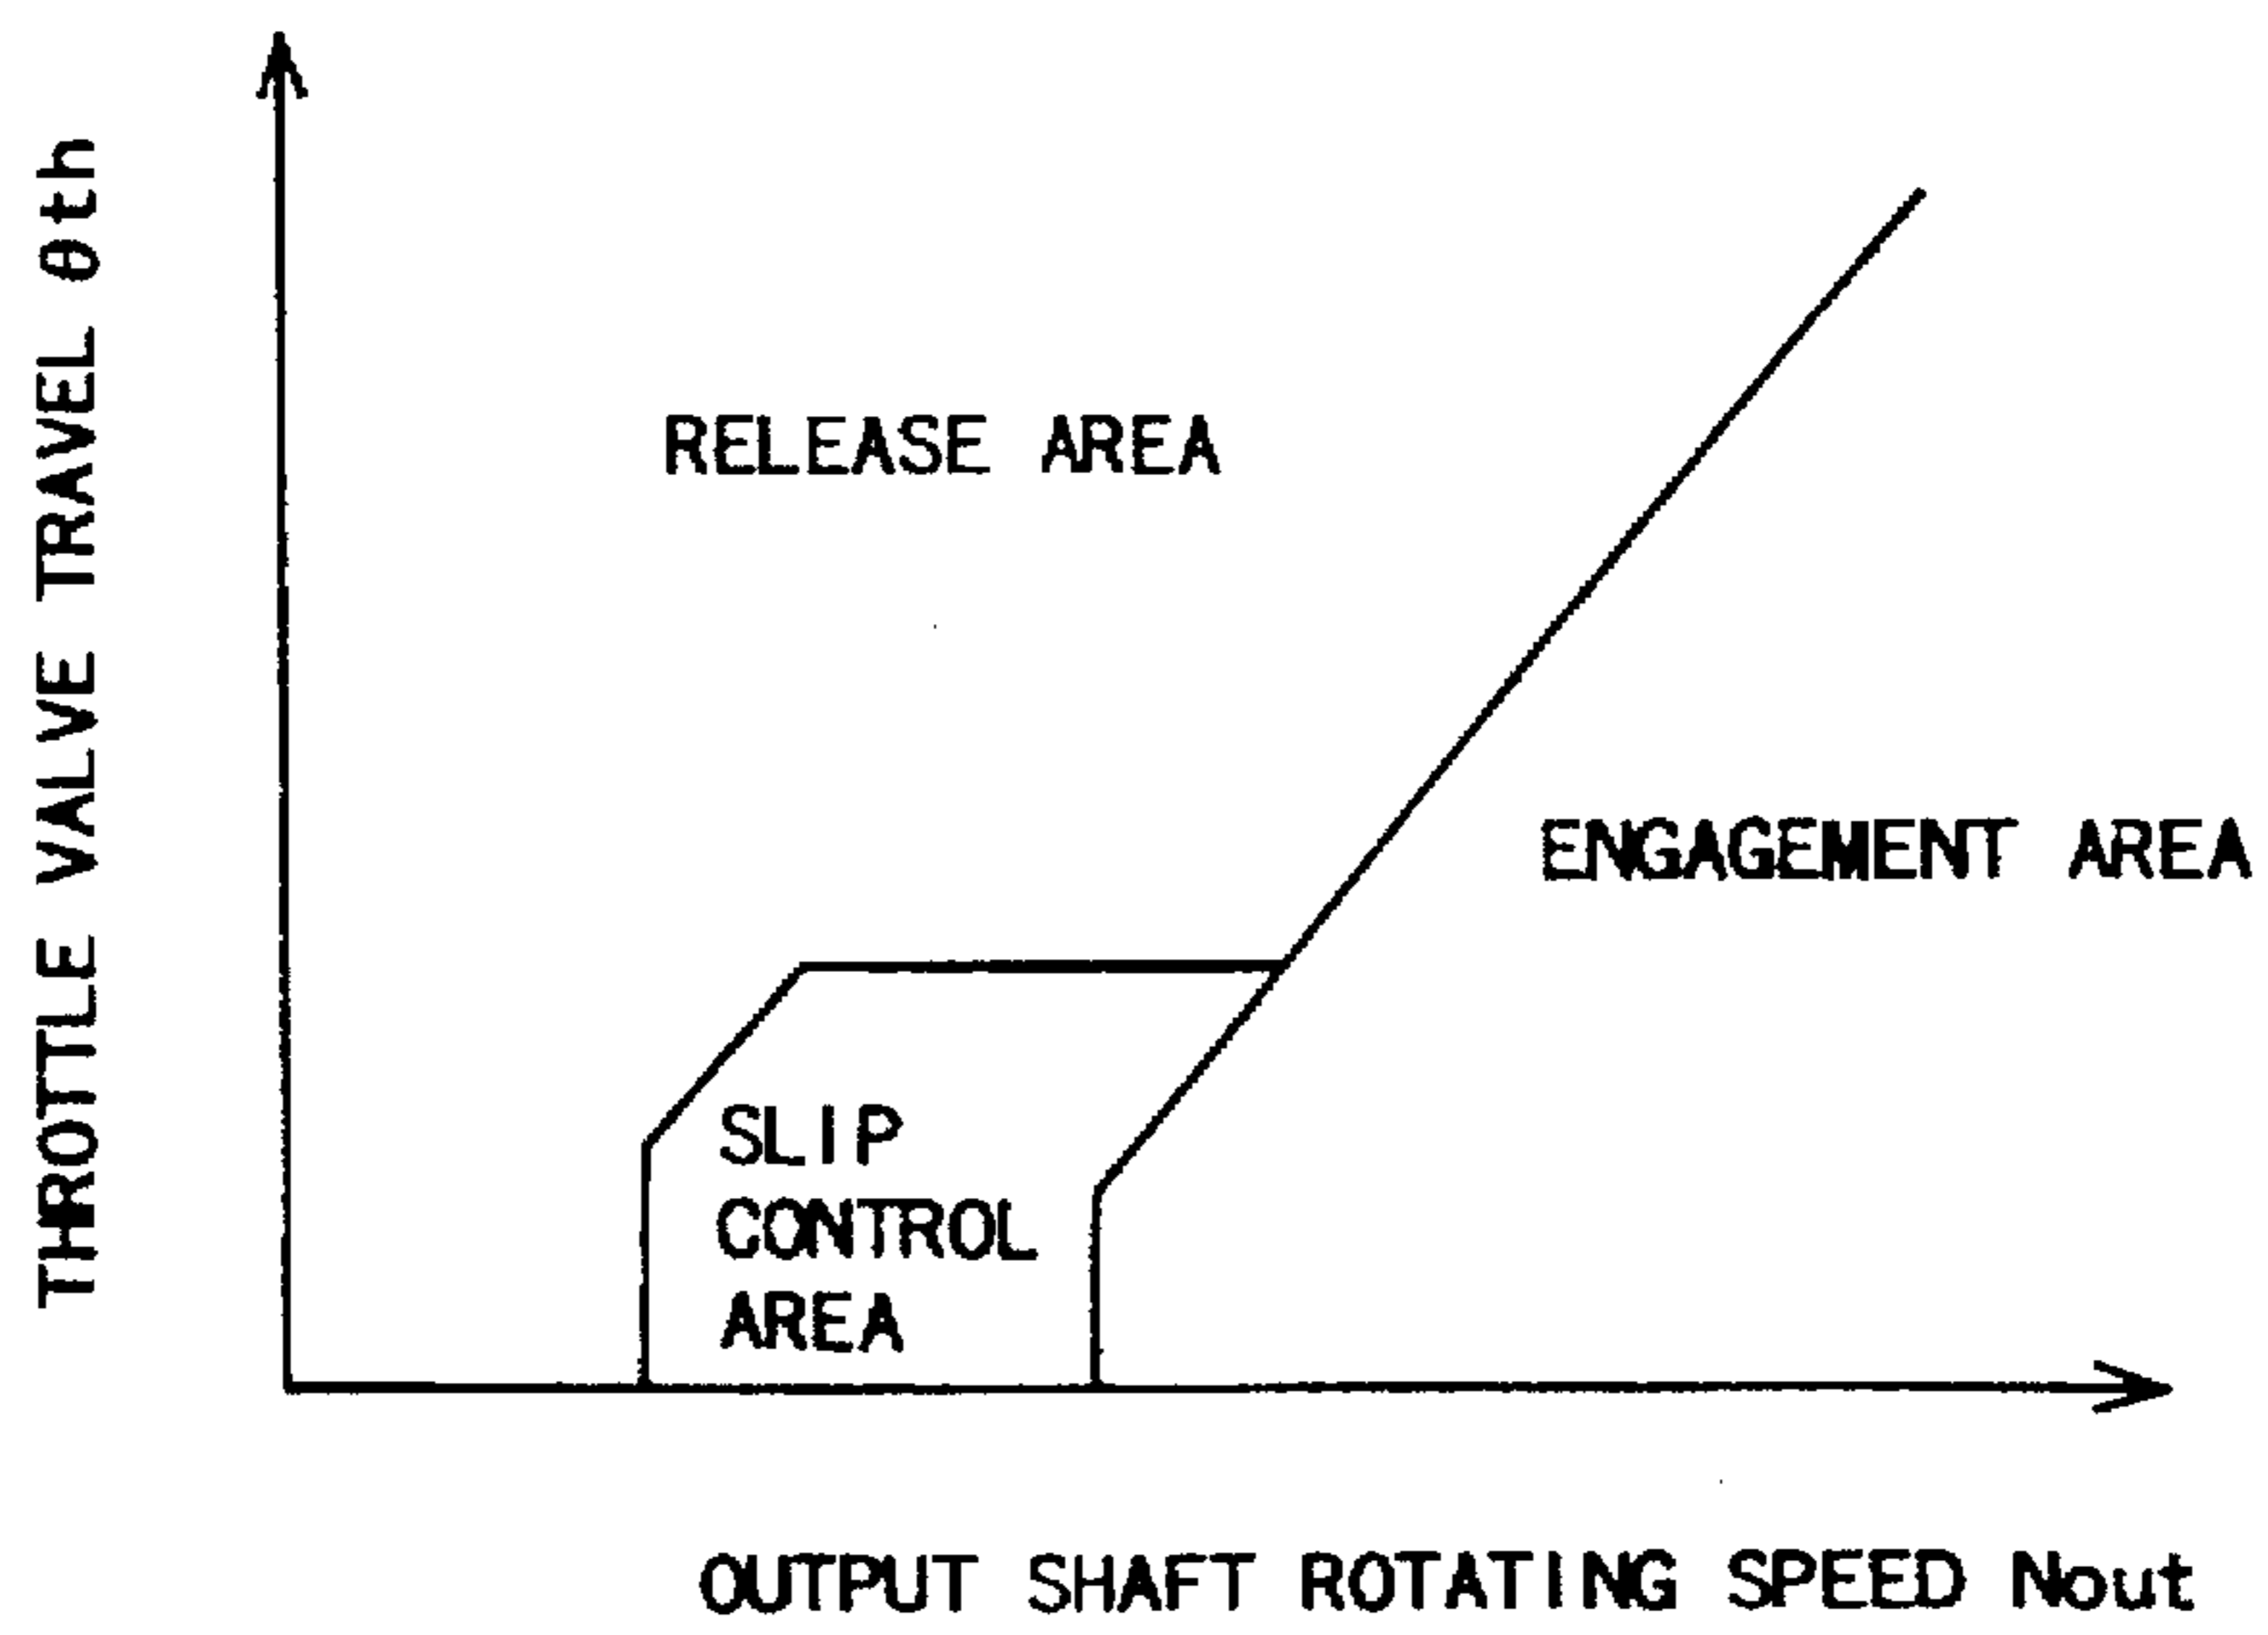 THROTTLE VALVE TRAVEL θth
RELEASE AREA
ENGAGEMENT AREA
SLIP
CONTROL
AREA
OUTPUT SHAFT ROTATING SPEED Nout